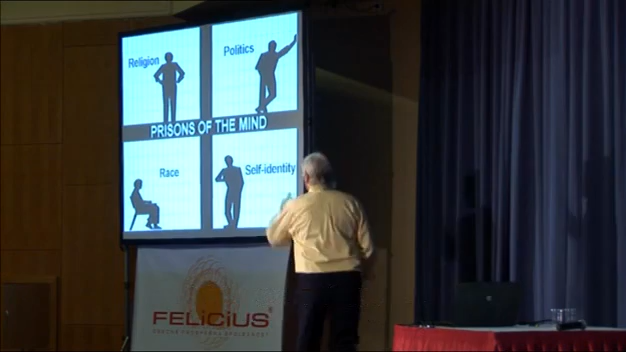 Religion
Politics
PRISONS OF THE MIND
Race
Self-identity
FELiCiUS